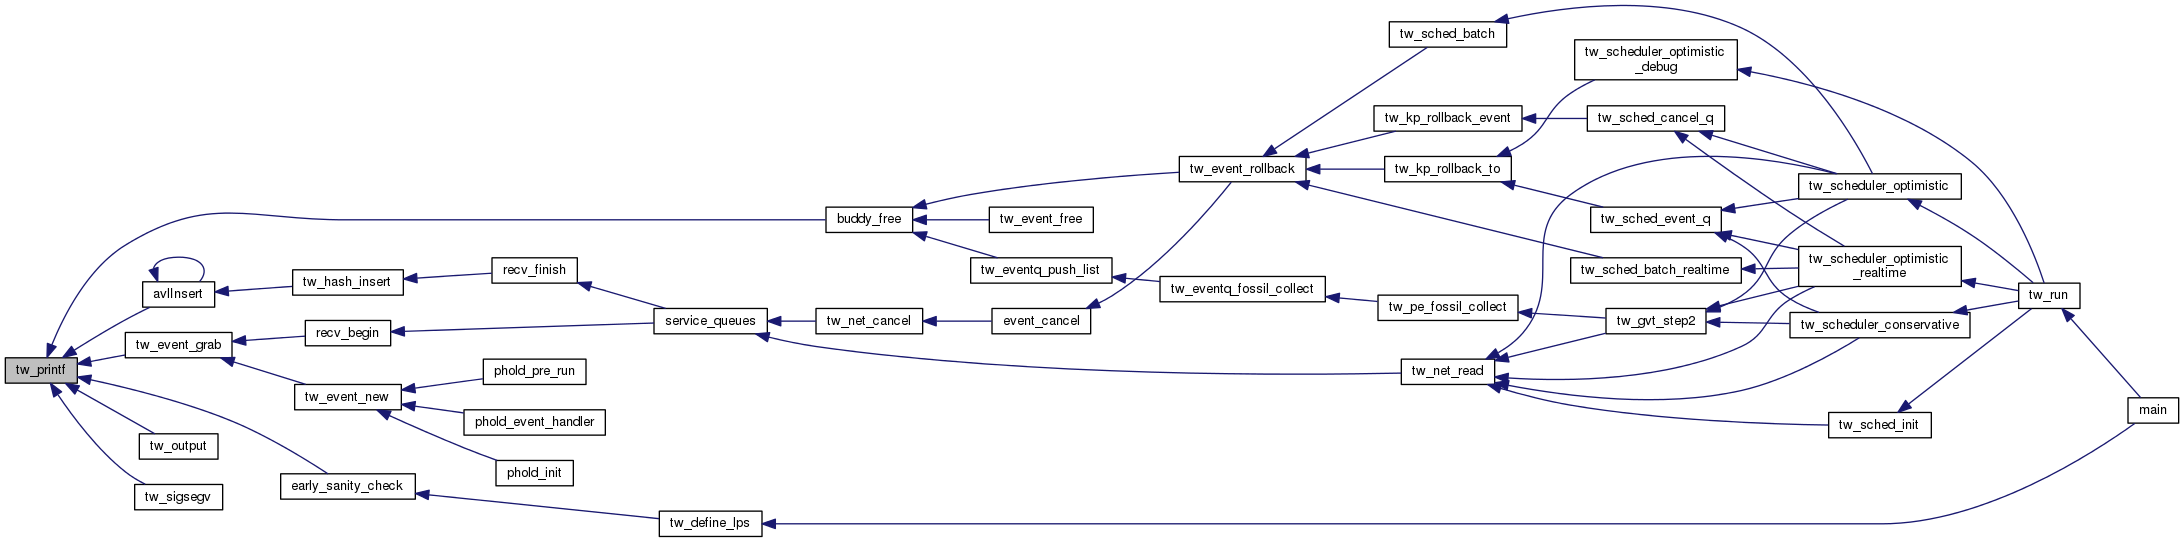 tw_sched_batch
tw_scheduler_optimistic
_debug
tw_kp_rollback_event
tw_sched_cancel_q
tw_event_rollback
tw_kp_rollback_to
tw_scheduler_optimistic
buddy_free
tw_event_free
tw_sched_event_q
tw_eventq_push_list
tw_sched_batch_realtime
tw_scheduler_optimistic
_realtime
recv_finish
tw_hash_insert
avlInsert
tw_eventq_fossil_collect
tw_run
tw_pe_fossil_collect
service_queues
tw_net_cancel
event_cancel
tw_gvt_step2
tw_scheduler_conservative
recv_begin
tw_event_grab
tw_printf
phold_pre_run
tw_net_read
tw_event_new
main
phold_event_handler
tw_sched_init
tw_output
phold_init
early_sanity_check
tw_sigsegv
tw_define_lps